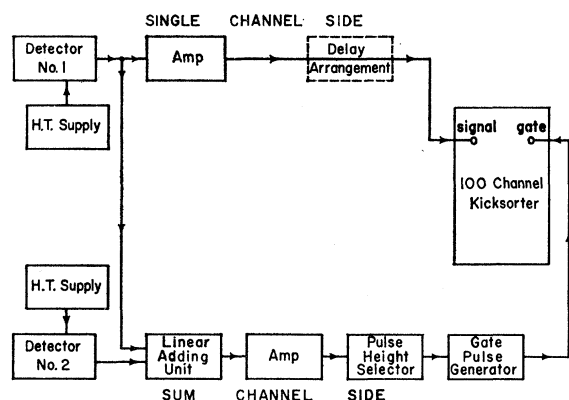 SINGLE CHANNEL SIDE
Detector
No. 1
Amp
Delay
Arrangement
H.T. Supply
signal gate
100 Channel
Kicksorter
H.T. Supply
Detector
No. 2
Linear
Adding
Unit
Amp
Pulse
Height
Selector
Gate
Pulse
Generator
SUM CHANNEL SIDE